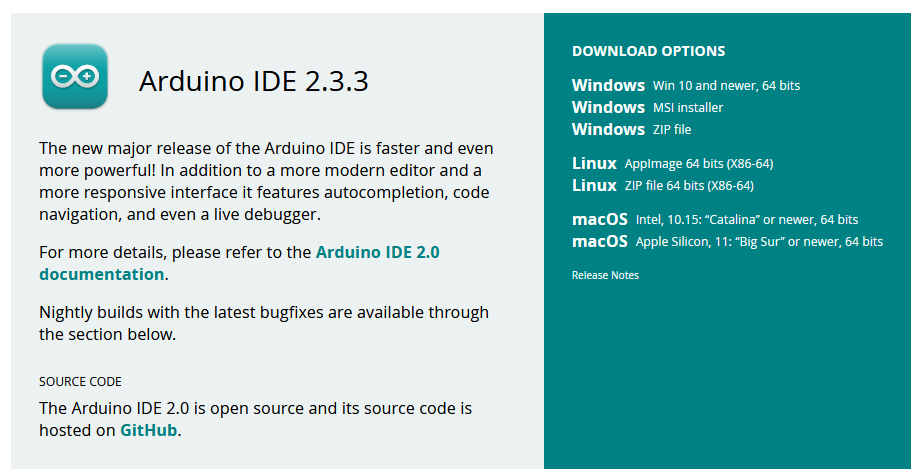 Arduino IDE 2.3.3
The new major release of the Arduino IDE is faster and even
more powerful! In addition to a more modern editor and a
more responsive interface it features autocompletion, code
navigation, and even a live debugger.
For more details, please refer to the Arduino IDE 2.0
documentation.
Nightly builds with the latest bugfixes are available through
the section below.
SOURCE CODE
The Arduino IDE 2.0 is open source and its source code is
hosted on GitHub.
DOWNLOAD OPTIONS
Windows Win 10 and newer, 64 bits
Windows MSI installer
Windows ZIP file
Linux AppImage 64 bits (X86-64)
Linux ZIP file 64 bits (X86-64)
macOS Intel, 10.15: “Catalina” or newer, 64 bits
macOS Apple Silicon, 11: “Big Sur” or newer, 64 bits
Release Notes